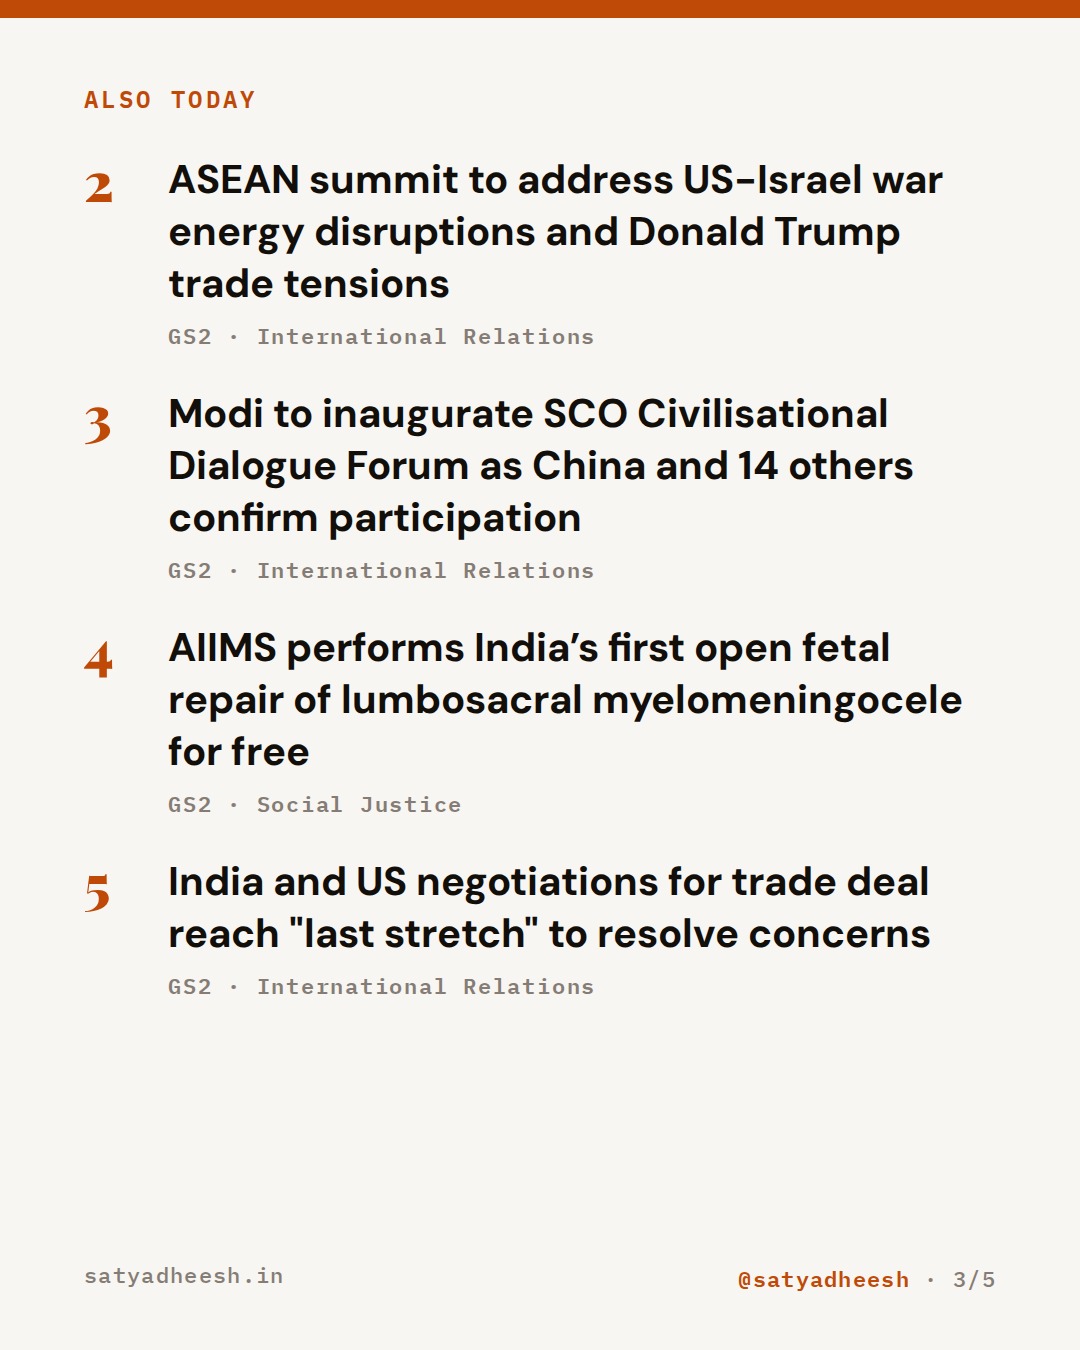 ALSO TODAY
2
ASEAN summit to address US–Israel war
energy disruptions and Donald Trump
trade tensions
GS2 · International Relations
3
Modi to inaugurate SCO Civilisational
Dialogue Forum as China and 14 others
confirm participation
GS2 · International Relations
4
AIIMS performs India’s first open fetal
repair of lumbosacral myelomeningocele
for free
GS2 · Social Justice
5
India and US negotiations for trade deal
reach "last stretch" to resolve concerns
GS2 · International Relations
satyadheesh.in
@satyadheesh · 3/5